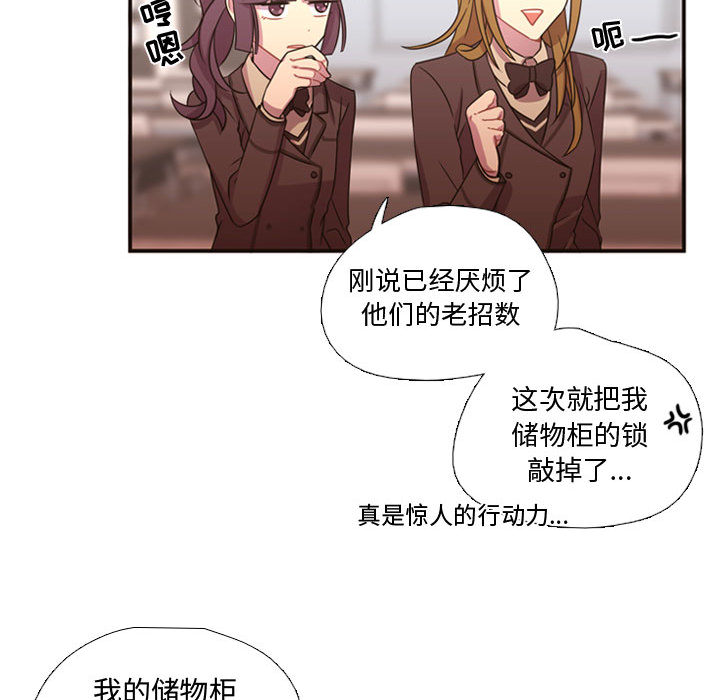 哼嗯
呃
刚说已经厌烦了
他们的老招数
这次就把我
储物柜的锁
敲掉了...
真是惊人的行动力...
我的储物柜